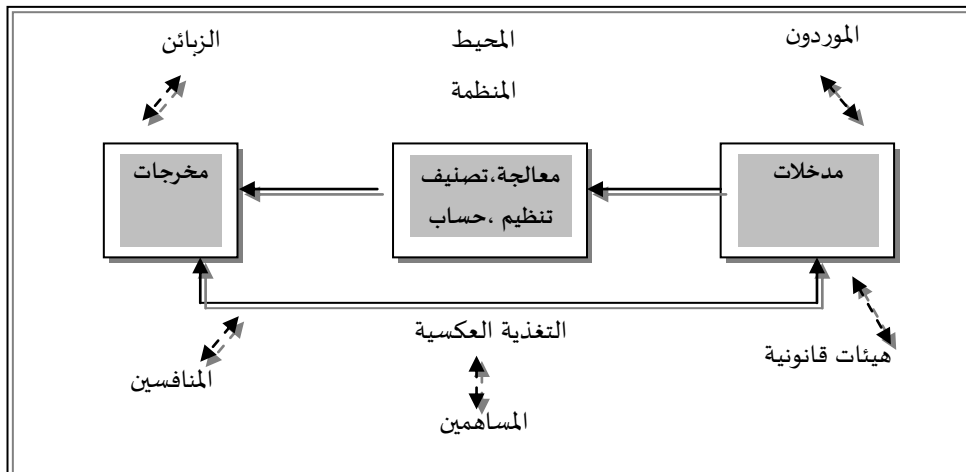 الموردون
المحيط
الزبائن
المنظمة
مدخلات
معالجة،تصنيف
تنظيم ،حساب
مخرجات
التغذية العكسية
هيئات قانونية
المنافسين
المساهمين